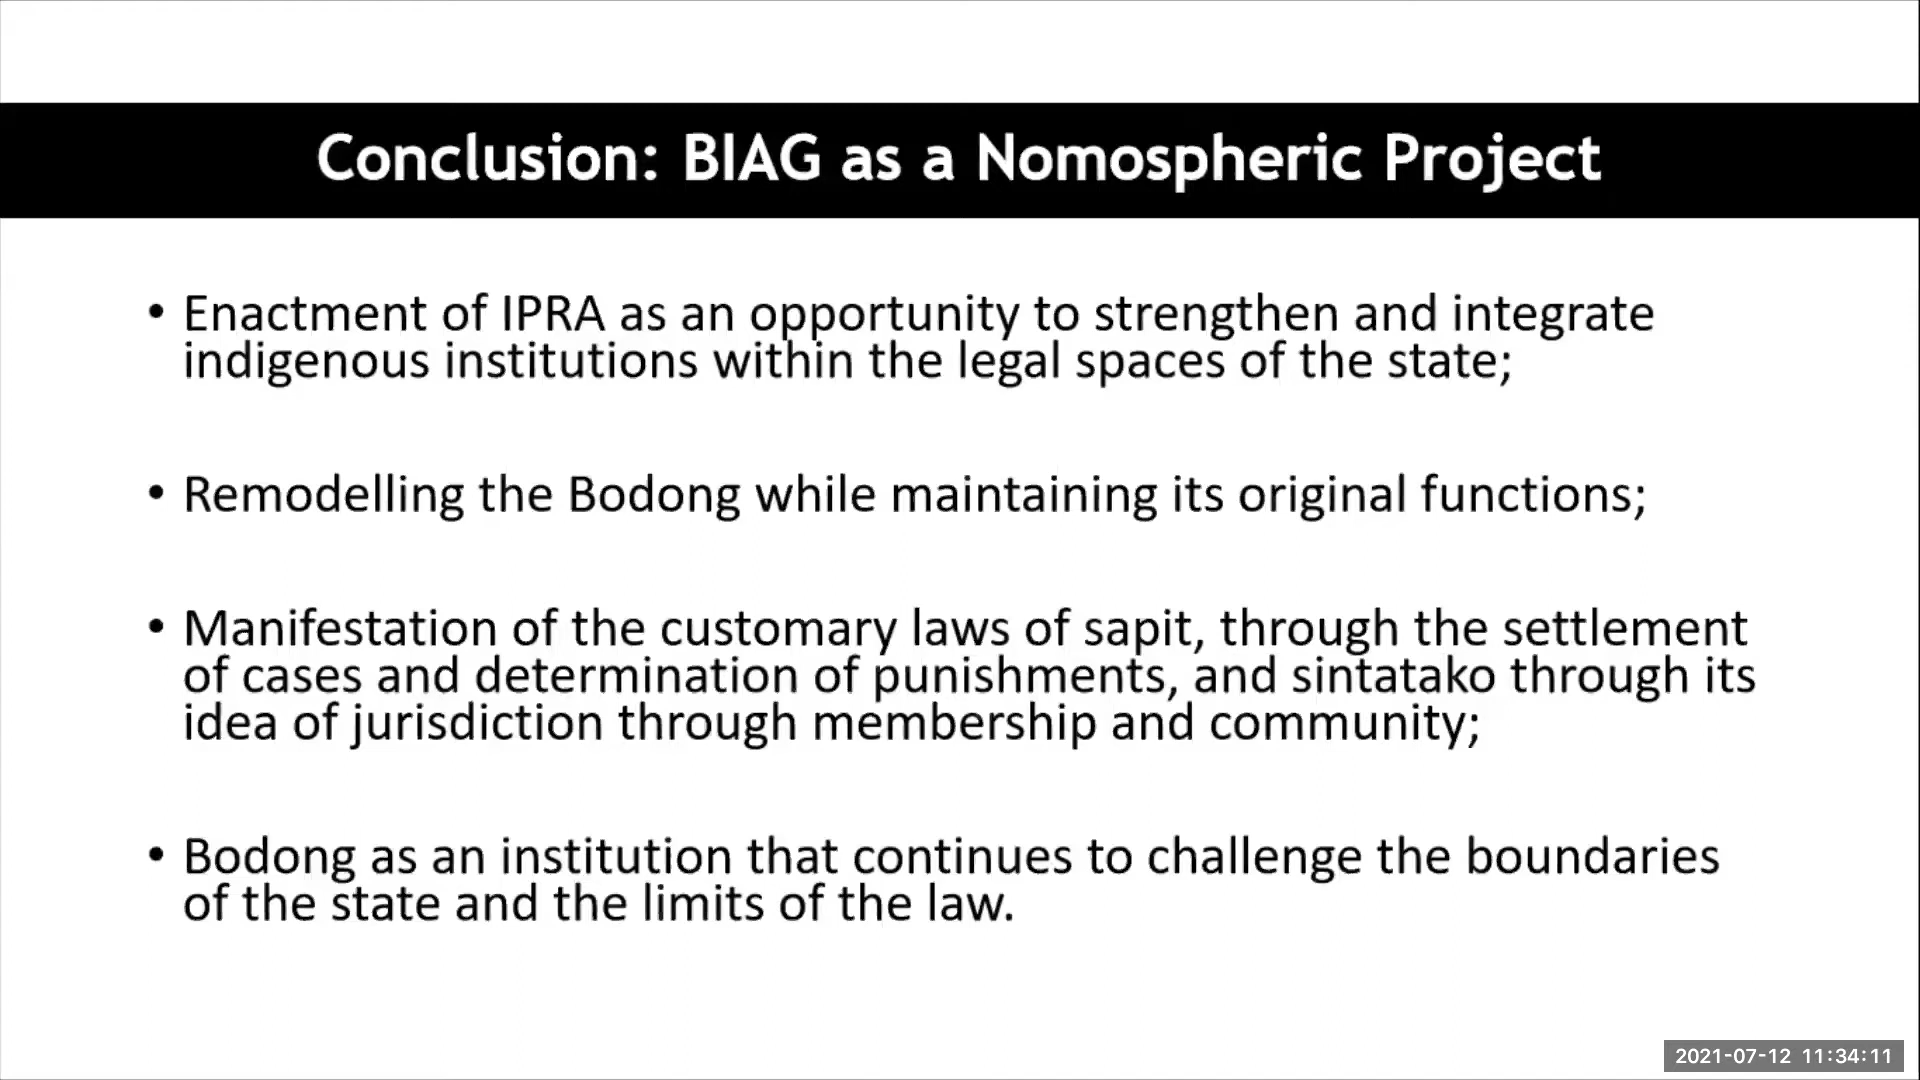 Conclusion: BIAG as a Nomospheric Project
• Enactment of IPRA as an opportunity to strengthen and integrate
indigenous institutions within the legal spaces of the state;
• Remodelling the Bodong while maintaining its original functions;
• Manifestation of the customary laws of sapit, through the settlement
of cases and determination of punishments, and sintatako through its
idea of jurisdiction through membership and community;
• Bodong as an institution that continues to challenge the boundaries
of the state and the limits of the law.
2021-07-12 11:34:11